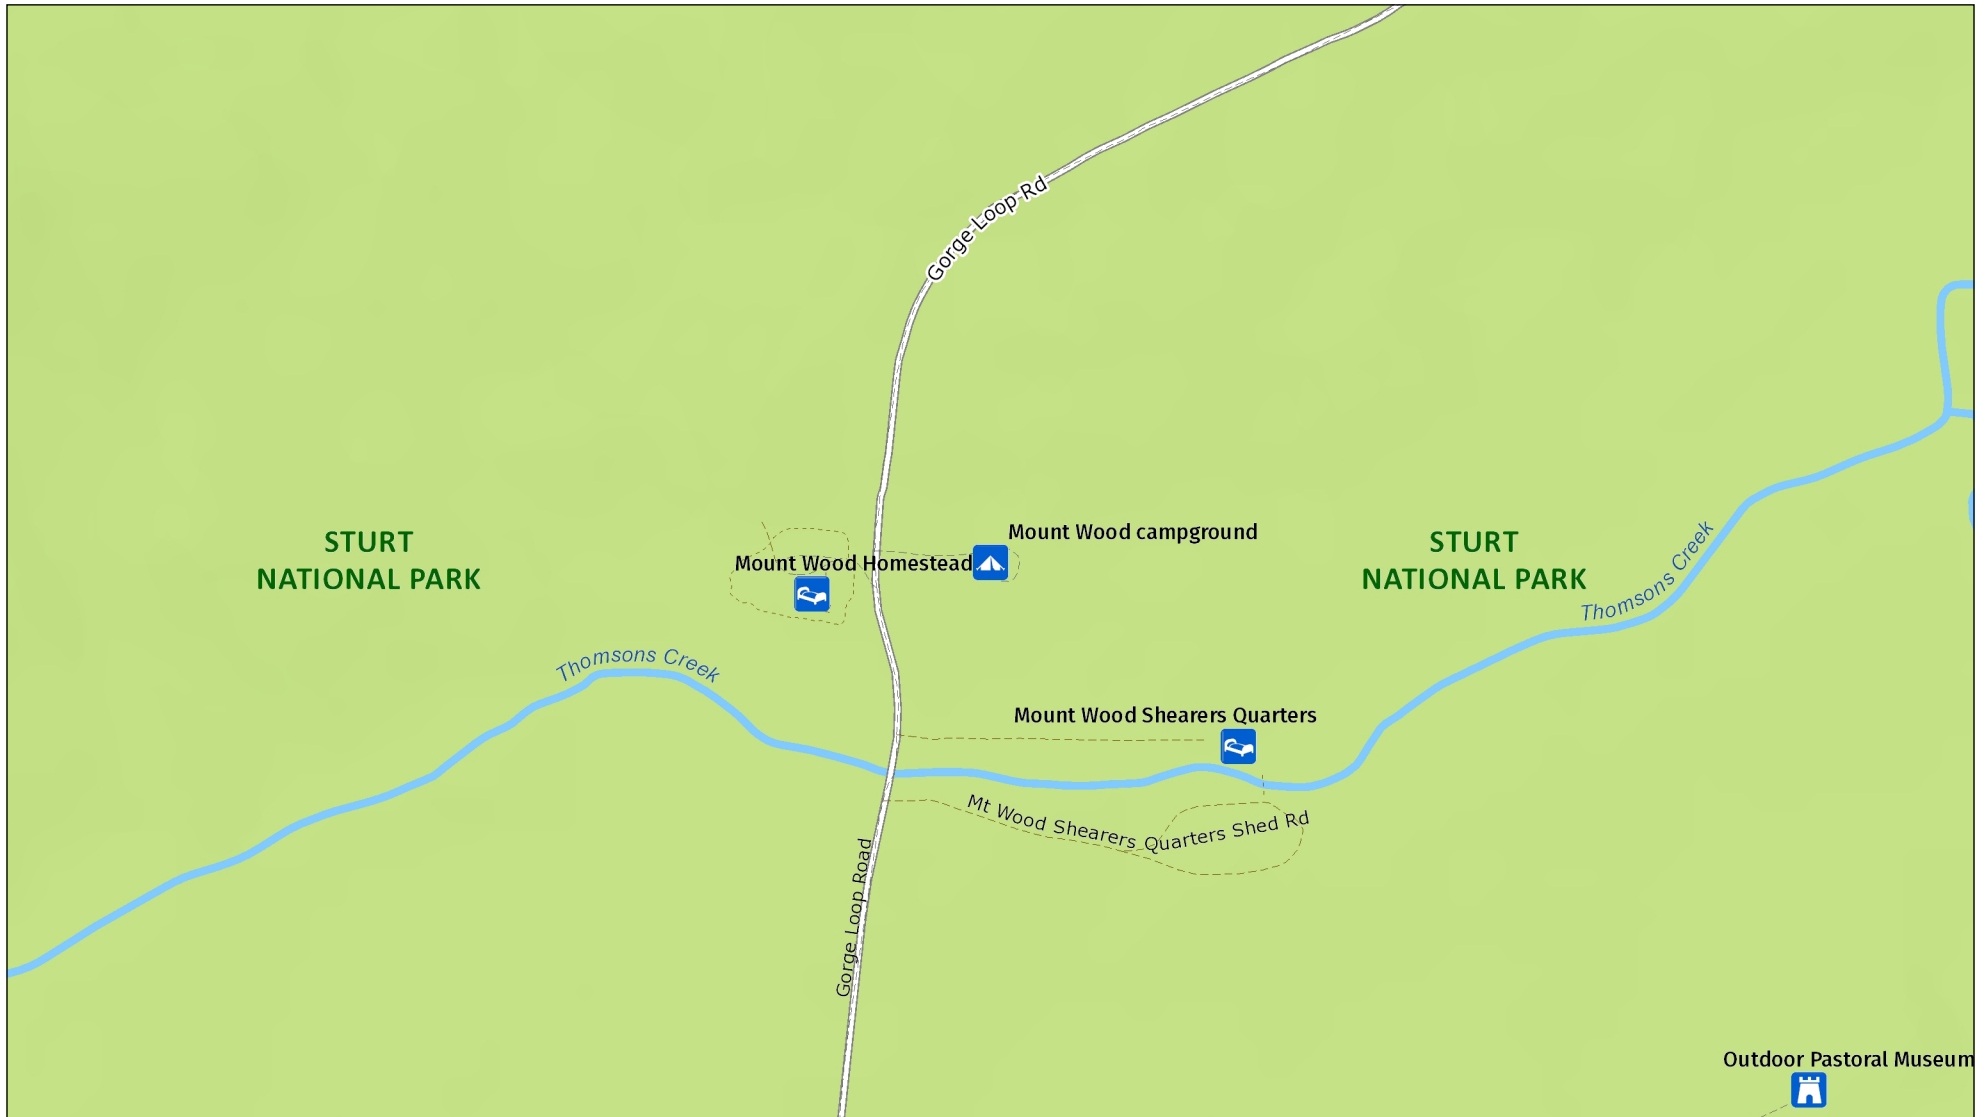 Gorge Loop Rd
STURT
NATIONAL PARK
Mount Wood campground
Mount Wood Homestead
STURT
NATIONAL PARK
Thomsons Creek
Thomsons Creek
Mount Wood Shearers Quarters
Mt Wood Shearers Quarters Shed Rd
Gorge Loop Road
Outdoor Pastoral Museum